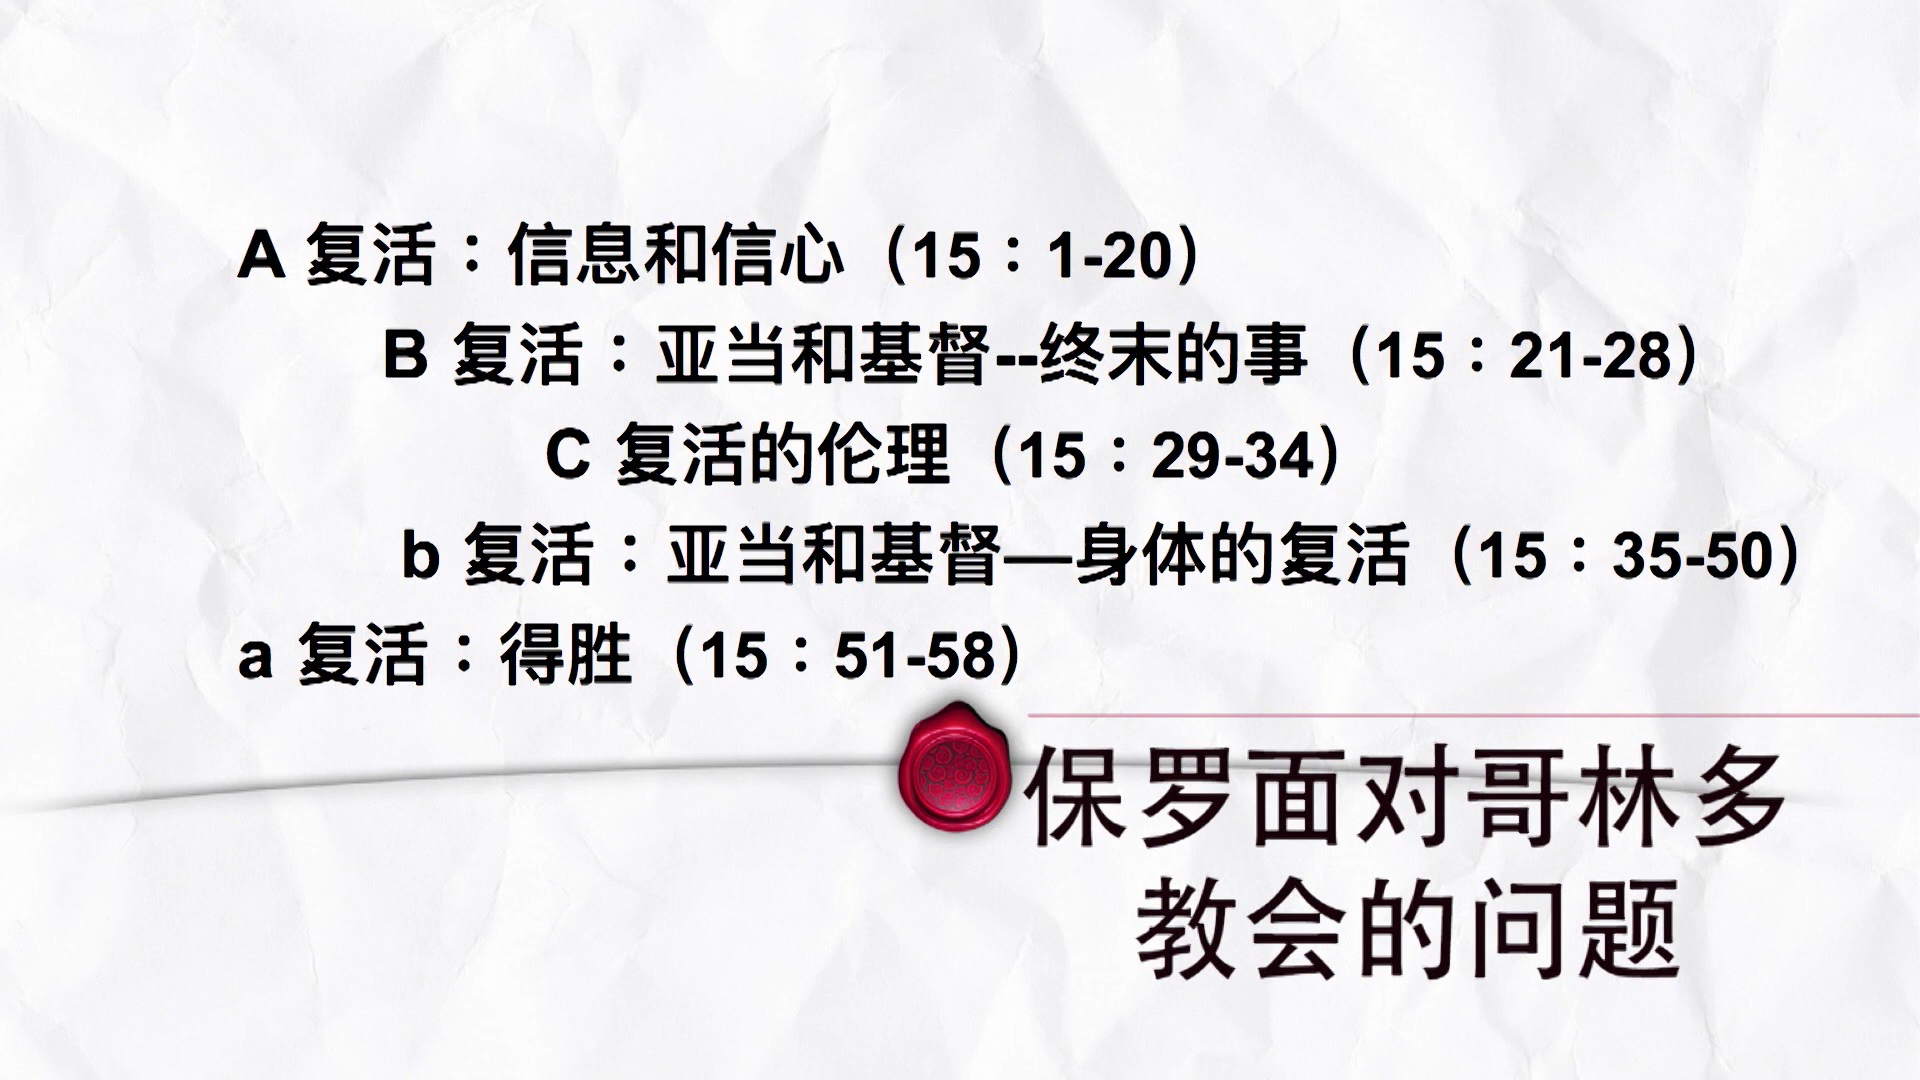 A 复活：信息和信心（15：1-20）
B 复活：亚当和基督--终末的事（15：21-28）
C 复活的伦理（15：29-34）
b 复活：亚当和基督—身体的复活（15：35-50）
a 复活：得胜（15：51-58）
保罗面对哥林多
教会的问题